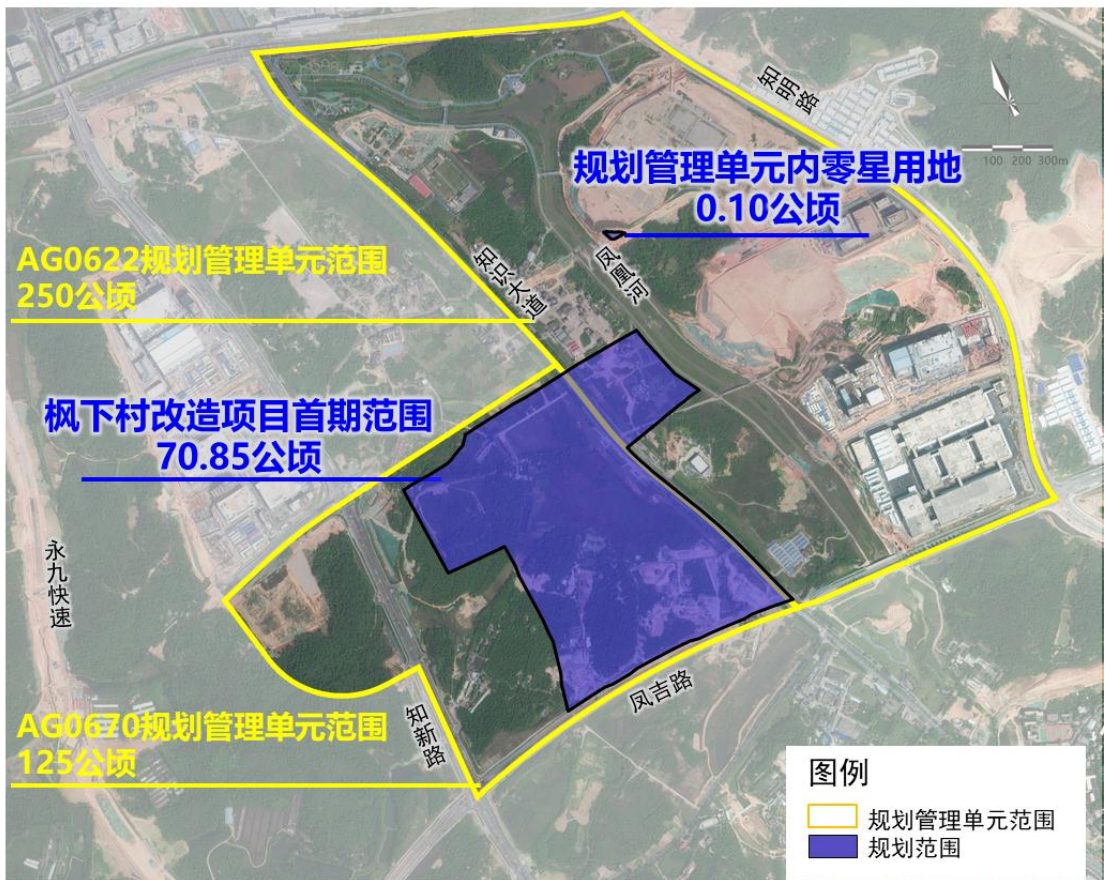 知明路
100 200 300m
规划管理单元内零星用地
0.10公顷
AG0622规划管理单元范围
250公顷
知识大道
凤凰河
枫下村改造项目首期范围
70.85公顷
永九快速
凤吉路
知新路
AG0670规划管理单元范围
125公顷
图例
规划管理单元范围
规划范围